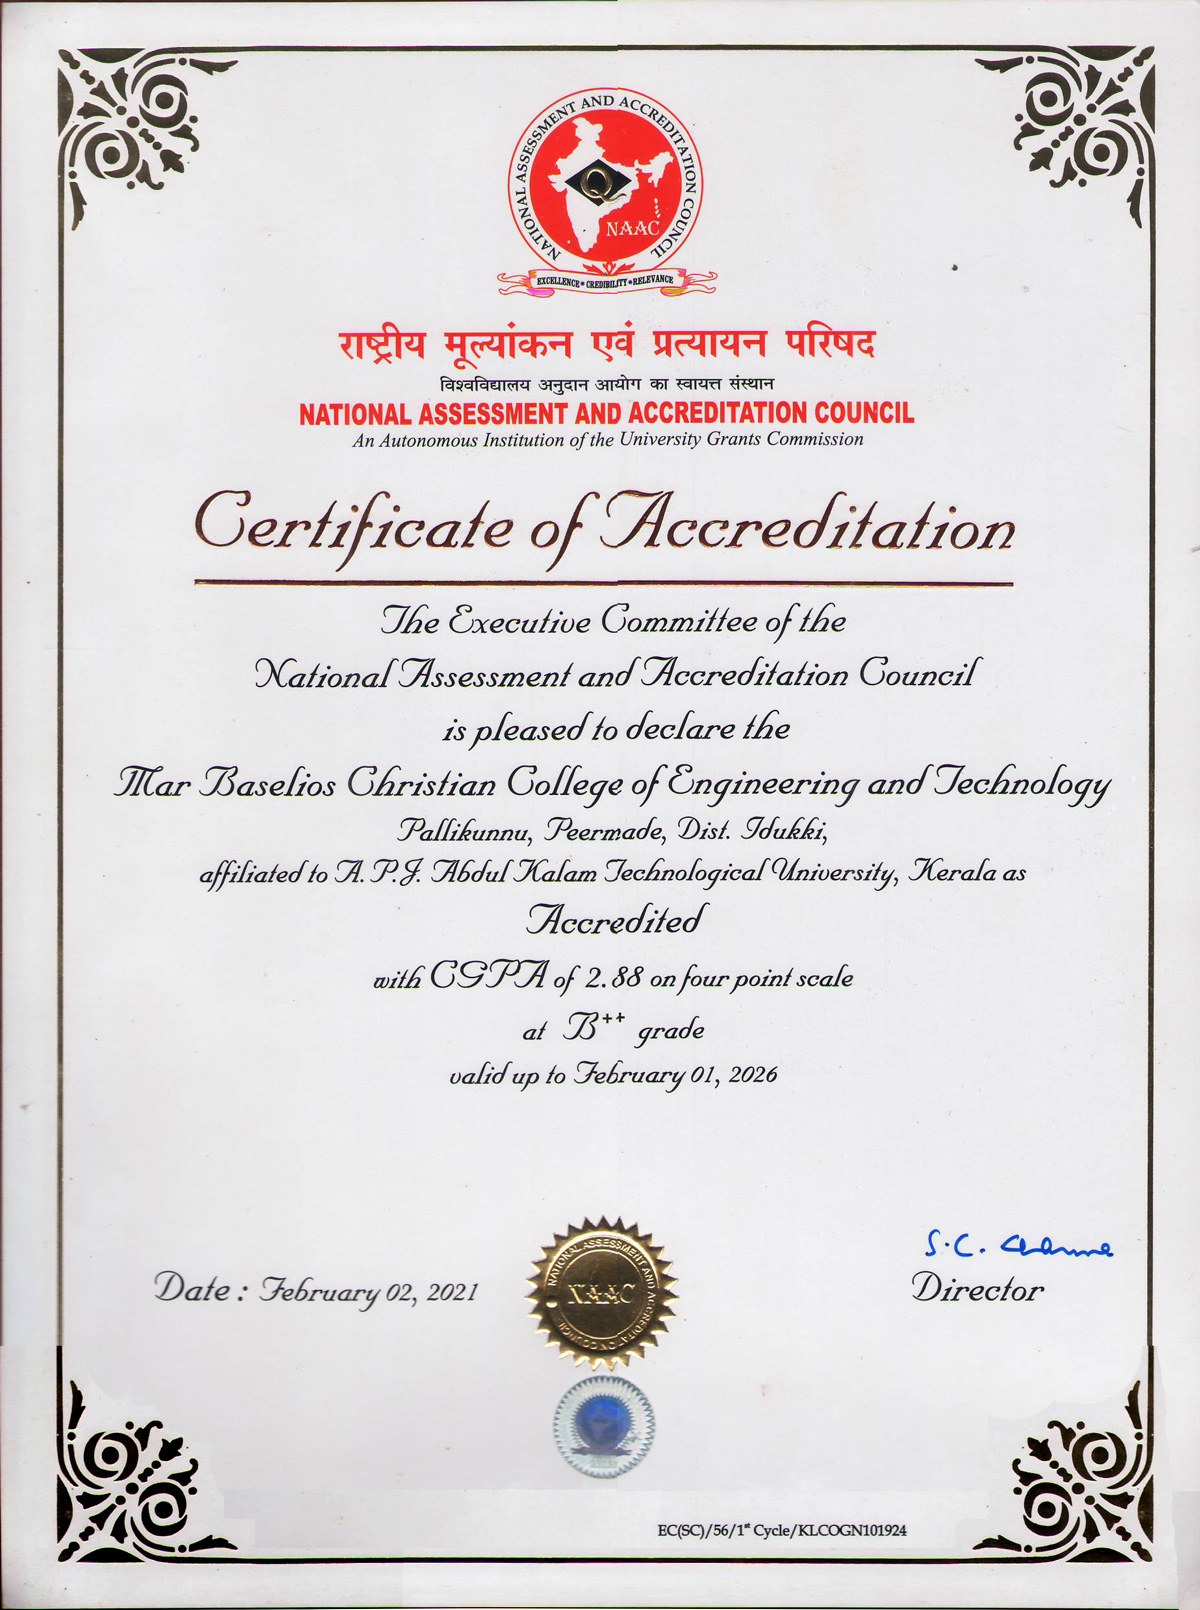 NATIONAL ASSESSMENT AND ACCREDITATION COUNCIL
Q
NAAC
EXCELLENCE * CREDIBILITY * RELEVANCE
राष्ट्रीय मूल्यांकन एवं प्रत्यायन परिषद
विश्वविद्यालय अनुदान आयोग का स्वायत्त संस्थान
NATIONAL ASSESSMENT AND ACCREDITATION COUNCIL
An Autonomous Institution of the University Grants Commission
Certificate of Accreditation
The Executive Committee of the
National Assessment and Accreditation Council
is pleased to declare the
Mar Baselios Christian College of Engineering and Technology
Pallikunnu, Peermade, Dist. Idukki,
affiliated to A.P.J. Abdul Kalam Technological University, Kerala as
Accredited
with CGPA of 2.88 on four point scale
at B++ grade
valid up to February 01, 2026
S.C.
Date : February 02, 2021
Director
NATIONAL ASSESSMENT AND ACCREDITATION COUNCIL
NAAC
EC(SC)/56/1st Cycle/KLCOGN101924